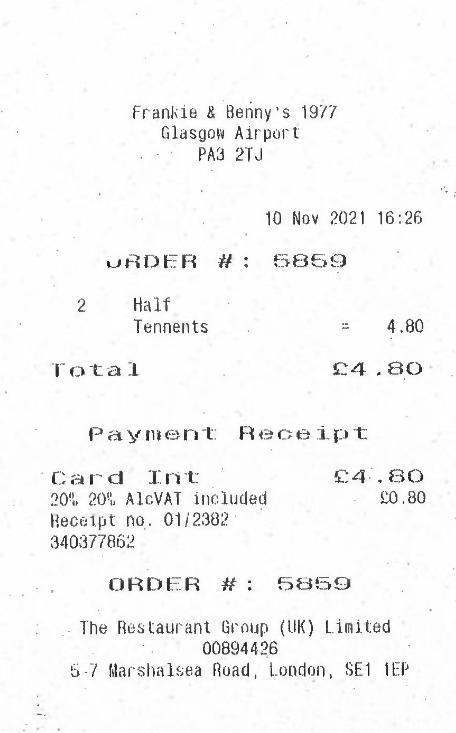 Frankie & Benny's 1977
Glasgow Airport
PA3 2TJ
10 Nov 2021 16:26
ORDER #: 5859
2 Half
Tennents = 4.80
Total £4.80
Payment Receipt
Card Int £4.80
20% 20% AlcVAT included £0.80
Receipt no. 01/2382
340377862
ORDER #: 5859
The Restaurant Group (UK) Limited
00894426
5-7 Marshalsea Road, London, SE1 1EP